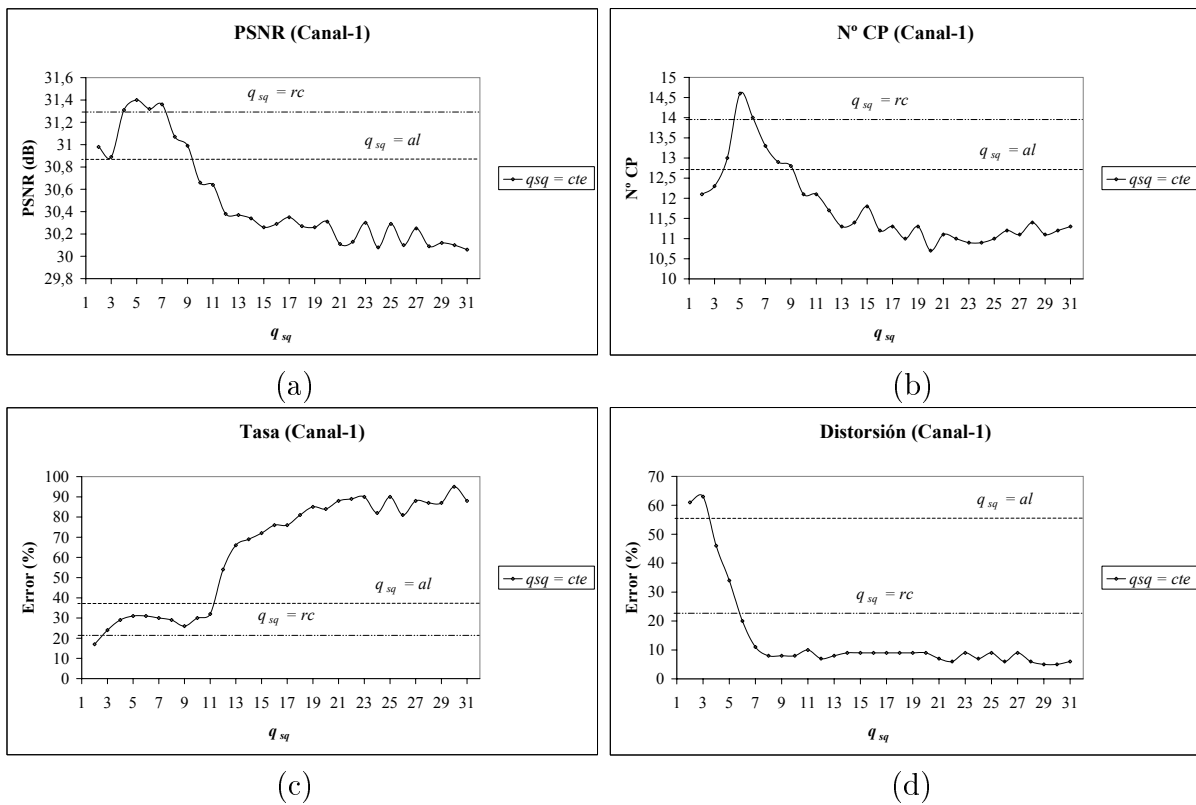 PSNR (Canal-1)
PSNR (dB)
31,6
31,4
31,2
31
30,8
30,6
30,4
30,2
30
29,8
q sq = rc
q sq = al
qsq = cte
1 3 5 7 9 11 13 15 17 19 21 23 25 27 29 31
q sq
(a)
Nº CP (Canal-1)
Nº CP
15
14,5
14
13,5
13
12,5
12
11,5
11
10,5
10
q sq = rc
q sq = al
qsq = cte
1 3 5 7 9 11 13 15 17 19 21 23 25 27 29 31
q sq
(b)
Tasa (Canal-1)
Error (%)
100
90
80
70
60
50
40
30
20
10
0
q sq = al
q sq = rc
qsq = cte
1 3 5 7 9 11 13 15 17 19 21 23 25 27 29 31
q sq
(c)
Distorsión (Canal-1)
Error (%)
70
60
50
40
30
20
10
0
q sq = al
q sq = rc
qsq = cte
1 3 5 7 9 11 13 15 17 19 21 23 25 27 29 31
q sq
(d)